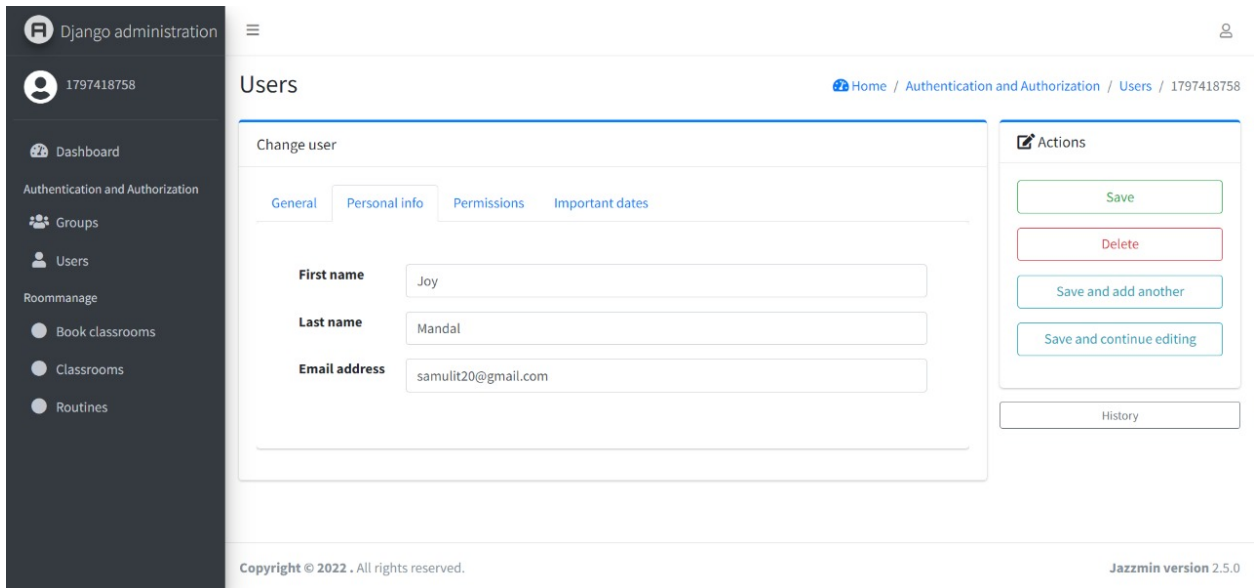 Django administration
1797418758
Dashboard
Authentication and Authorization
Groups
Users
Roommanage
Book classrooms
Classrooms
Routines
Users
Home / Authentication and Authorization / Users / 1797418758
Change user
General Personal info Permissions Important dates
First name Joy
Last name Mandal
Email address samulit20@gmail.com
Actions
Save
Delete
Save and add another
Save and continue editing
History
Copyright © 2022 . All rights reserved.
Jazzmin version 2.5.0